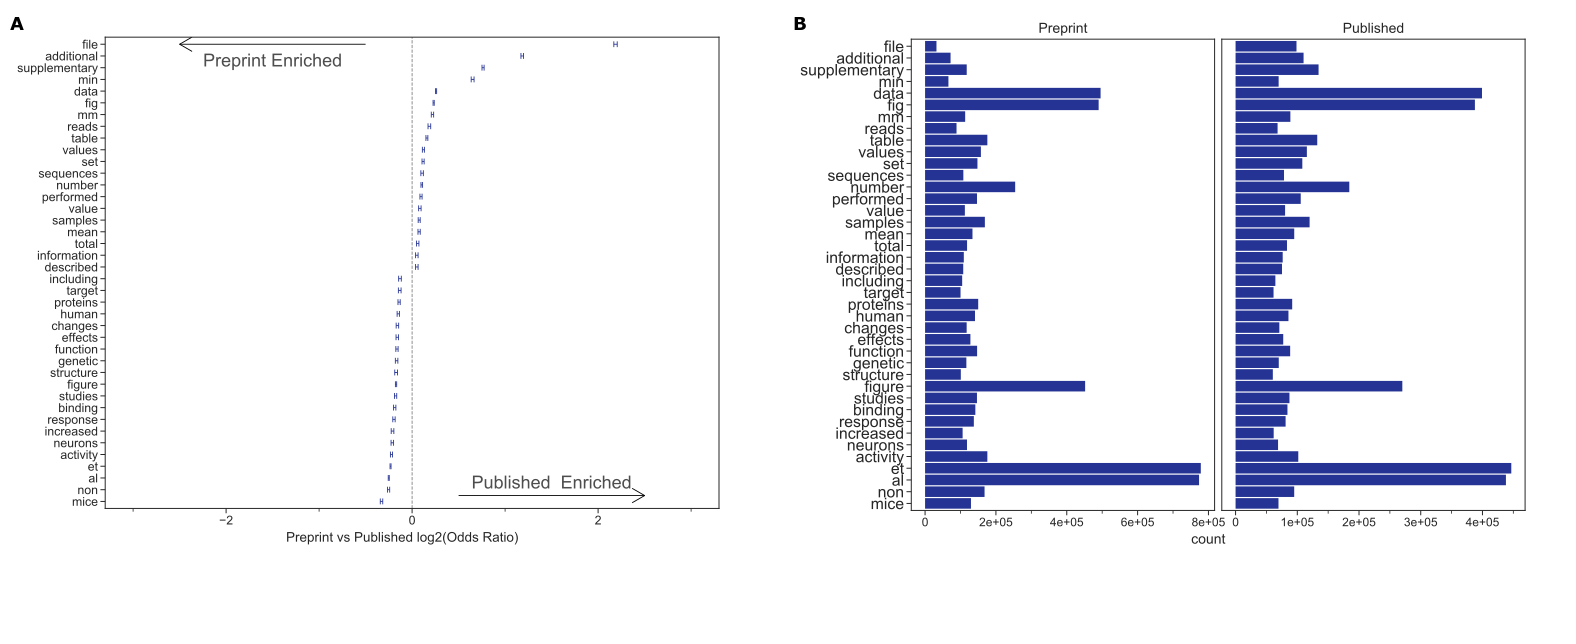 A
file
additional
supplementary
min
data
fig
mm
reads
table
values
set
sequences
number
performed
value
samples
mean
total
information
described
including
target
proteins
human
changes
effects
function
genetic
structure
figure
studies
binding
response
increased
neurons
activity
et
al
non
mice
Preprint Enriched
Published Enriched
−2 0 2
Preprint vs Published log2(Odds Ratio)
B
Preprint Published
file
additional
supplementary
min
data
fig
mm
reads
table
values
set
sequences
number
performed
value
samples
mean
total
information
described
including
target
proteins
human
changes
effects
function
genetic
structure
figure
studies
binding
response
increased
neurons
activity
et
al
non
mice
0 2e+05 4e+05 6e+05 8e+05 0 1e+05 2e+05 3e+05 4e+05
count